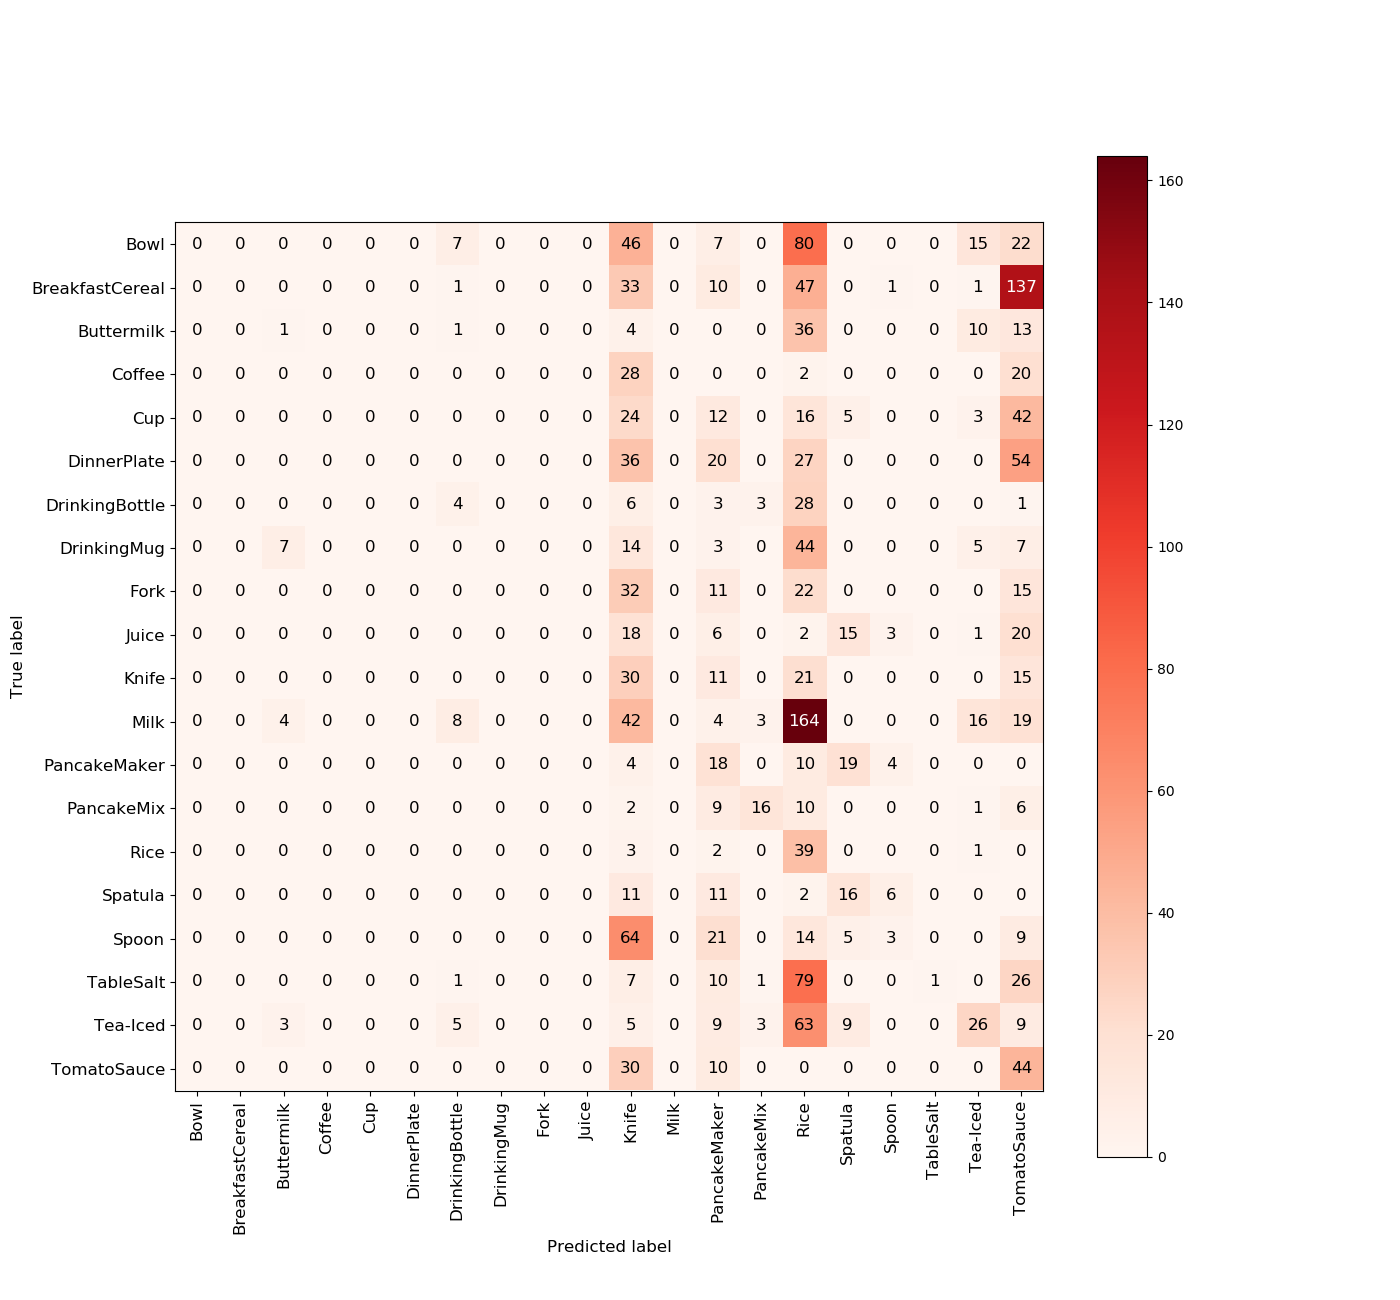 160
Bowl 0 0 0 0 0 0 7 0 0 0 46 0 7 0 80 0 0 0 15 22
BreakfastCereal 0 0 0 0 0 0 1 0 0 0 33 0 10 0 47 0 1 0 1 137
140
Buttermilk 0 0 1 0 0 0 1 0 0 0 4 0 0 0 36 0 0 0 10 13
Coffee 0 0 0 0 0 0 0 0 0 0 28 0 0 0 2 0 0 0 0 20
Cup 0 0 0 0 0 0 0 0 0 0 24 0 12 0 16 5 0 0 3 42
120
DinnerPlate 0 0 0 0 0 0 0 0 0 0 36 0 20 0 27 0 0 0 0 54
DrinkingBottle 0 0 0 0 0 0 4 0 0 0 6 0 3 3 28 0 0 0 0 1
DrinkingMug 0 0 7 0 0 0 0 0 0 0 14 0 3 0 44 0 0 0 5 7
100
Fork 0 0 0 0 0 0 0 0 0 0 32 0 11 0 22 0 0 0 0 15
Juice 0 0 0 0 0 0 0 0 0 0 18 0 6 0 2 15 3 0 1 20
True label
Knife 0 0 0 0 0 0 0 0 0 0 30 0 11 0 21 0 0 0 0 15
80
Milk 0 0 4 0 0 0 8 0 0 0 42 0 4 3 164 0 0 0 16 19
PancakeMaker 0 0 0 0 0 0 0 0 0 0 4 0 18 0 10 19 4 0 0 0
60
PancakeMix 0 0 0 0 0 0 0 0 0 0 2 0 9 16 10 0 0 0 1 6
Rice 0 0 0 0 0 0 0 0 0 0 3 0 2 0 39 0 0 0 1 0
Spatula 0 0 0 0 0 0 0 0 0 0 11 0 11 0 2 16 6 0 0 0
40
Spoon 0 0 0 0 0 0 0 0 0 0 64 0 21 0 14 5 3 0 0 9
TableSalt 0 0 0 0 0 0 1 0 0 0 7 0 10 1 79 0 0 1 0 26
Tea-Iced 0 0 3 0 0 0 5 0 0 0 5 0 9 3 63 9 0 0 26 9
20
TomatoSauce 0 0 0 0 0 0 0 0 0 0 30 0 10 0 0 0 0 0 0 44
0
Bowl
BreakfastCereal
Buttermilk
Coffee
Cup
DinnerPlate
DrinkingBottle
DrinkingMug
Fork
Juice
Knife
Milk
PancakeMaker
PancakeMix
Rice
Spatula
Spoon
TableSalt
Tea-Iced
TomatoSauce
Predicted label